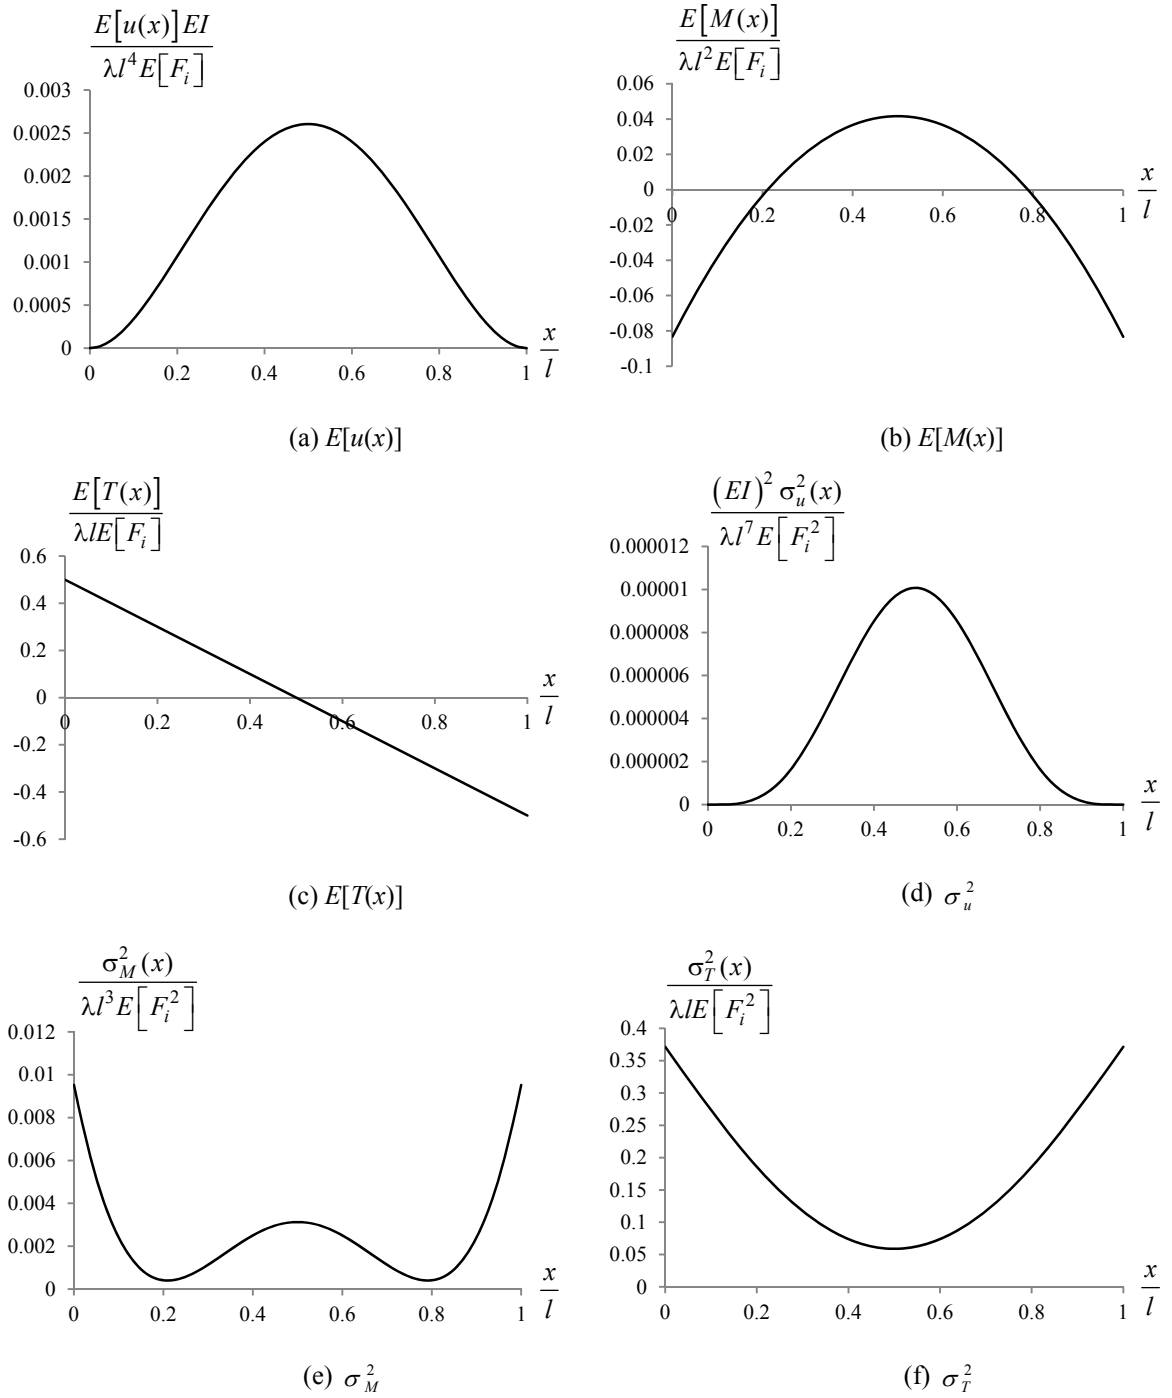 E[u(x)]EI / λl⁴E[Fᵢ]
0.003
0.0025
0.002
0.0015
0.001
0.0005
0
0 0.2 0.4 0.6 0.8 1
x/l
(a) E[u(x)]
E[M(x)] / λl²E[Fᵢ]
0.06
0.04
0.02
0
-0.02
-0.04
-0.06
-0.08
-0.1
0 0.2 0.4 0.6 0.8 1
x/l
(b) E[M(x)]
E[T(x)] / λlE[Fᵢ]
0.6
0.4
0.2
0
-0.2
-0.4
-0.6
0 0.2 0.4 0.6 0.8 1
x/l
(c) E[T(x)]
(EI)² σᵤ²(x) / λl⁷E[Fᵢ²]
0.000012
0.00001
0.000008
0.000006
0.000004
0.000002
0
0 0.2 0.4 0.6 0.8 1
x/l
(d) σᵤ²
σ_M²(x) / λl³E[Fᵢ²]
0.012
0.01
0.008
0.006
0.004
0.002
0
0 0.2 0.4 0.6 0.8 1
x/l
(e) σ_M²
σ_T²(x) / λlE[Fᵢ²]
0.4
0.35
0.3
0.25
0.2
0.15
0.1
0.05
0
0 0.2 0.4 0.6 0.8 1
x/l
(f) σ_T²